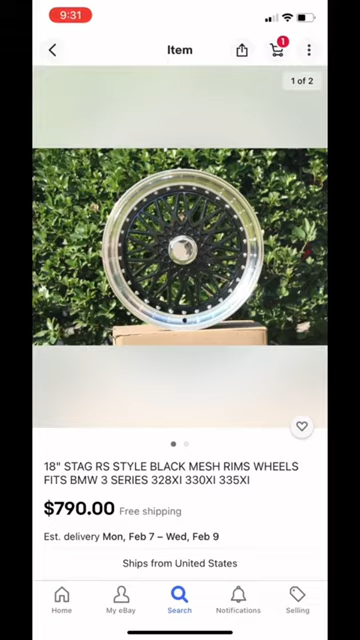 9:31
Item
1
1 of 2
18" STAG RS STYLE BLACK MESH RIMS WHEELS
FITS BMW 3 SERIES 328XI 330XI 335XI
$790.00 Free shipping
Est. delivery Mon, Feb 7 – Wed, Feb 9
Ships from United States
Home My eBay Search Notifications Selling